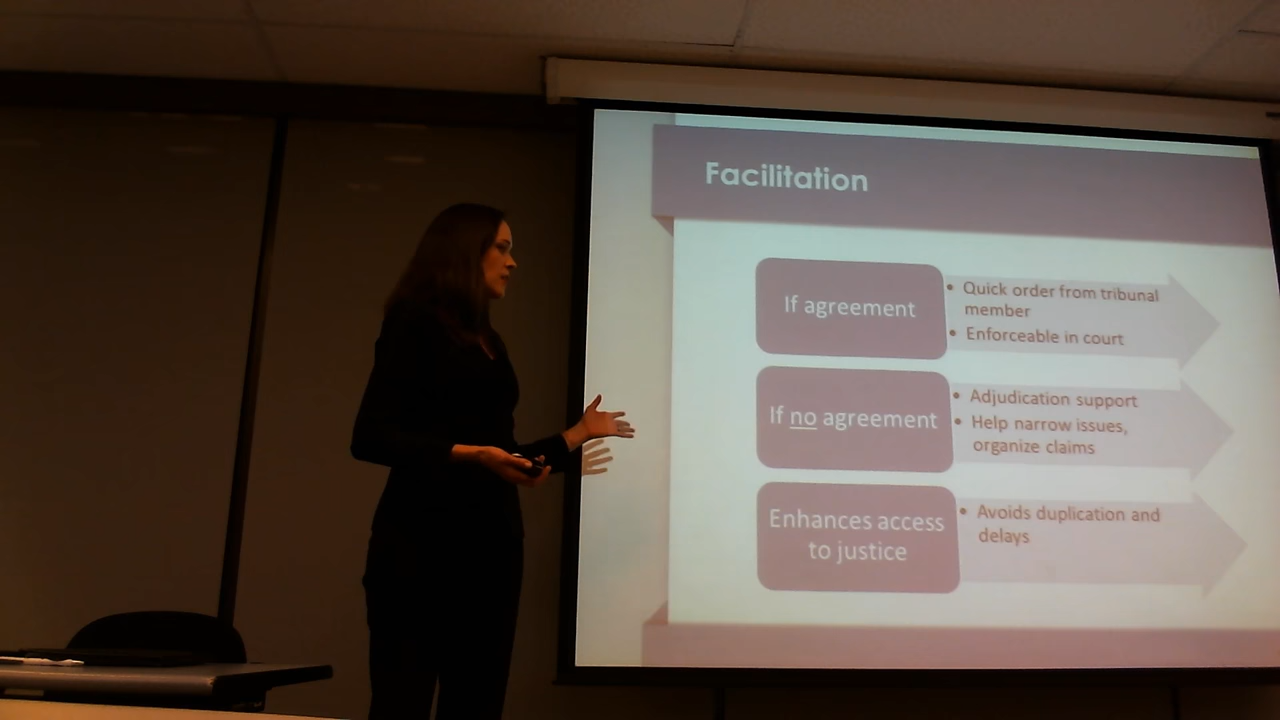 Facilitation
If agreement
• Quick order from tribunal
member
• Enforceable in court
If no agreement
• Adjudication support
• Help narrow issues,
organize claims
Enhances access
to justice
• Avoids duplication and
delays